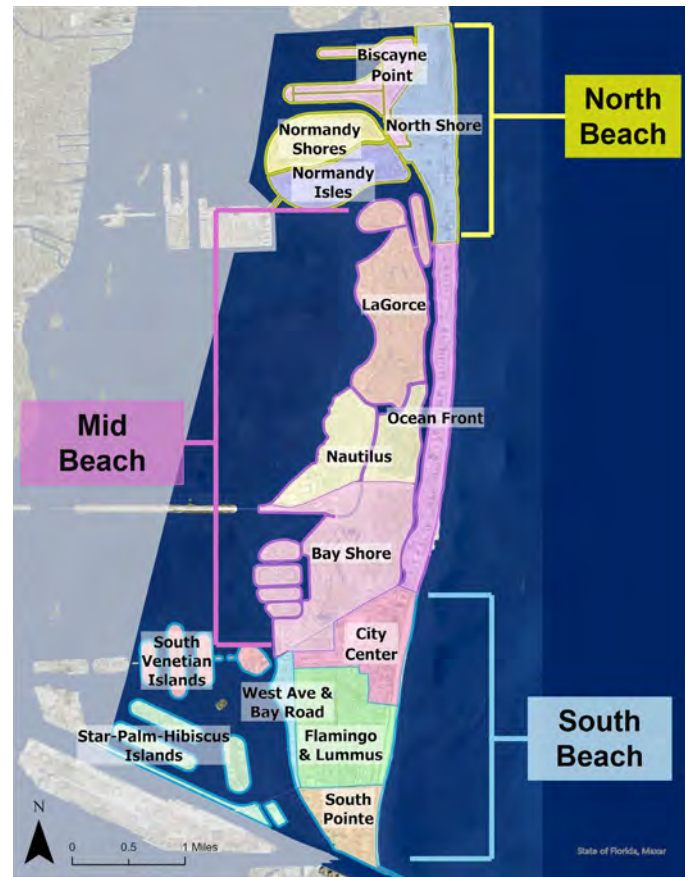 Biscayne
Point
North Shore
Normandy
Shores
Normandy
Isles
North
Beach
LaGorce
Ocean Front
Mid
Beach
Nautilus
Bay Shore
City
Center
South
Venetian
Islands
West Ave &
Bay Road
Star-Palm-Hibiscus
Islands
Flamingo
& Lummus
South
Beach
South
Pointe
N
0 0.5 1 Miles
State of Florida, Maxar